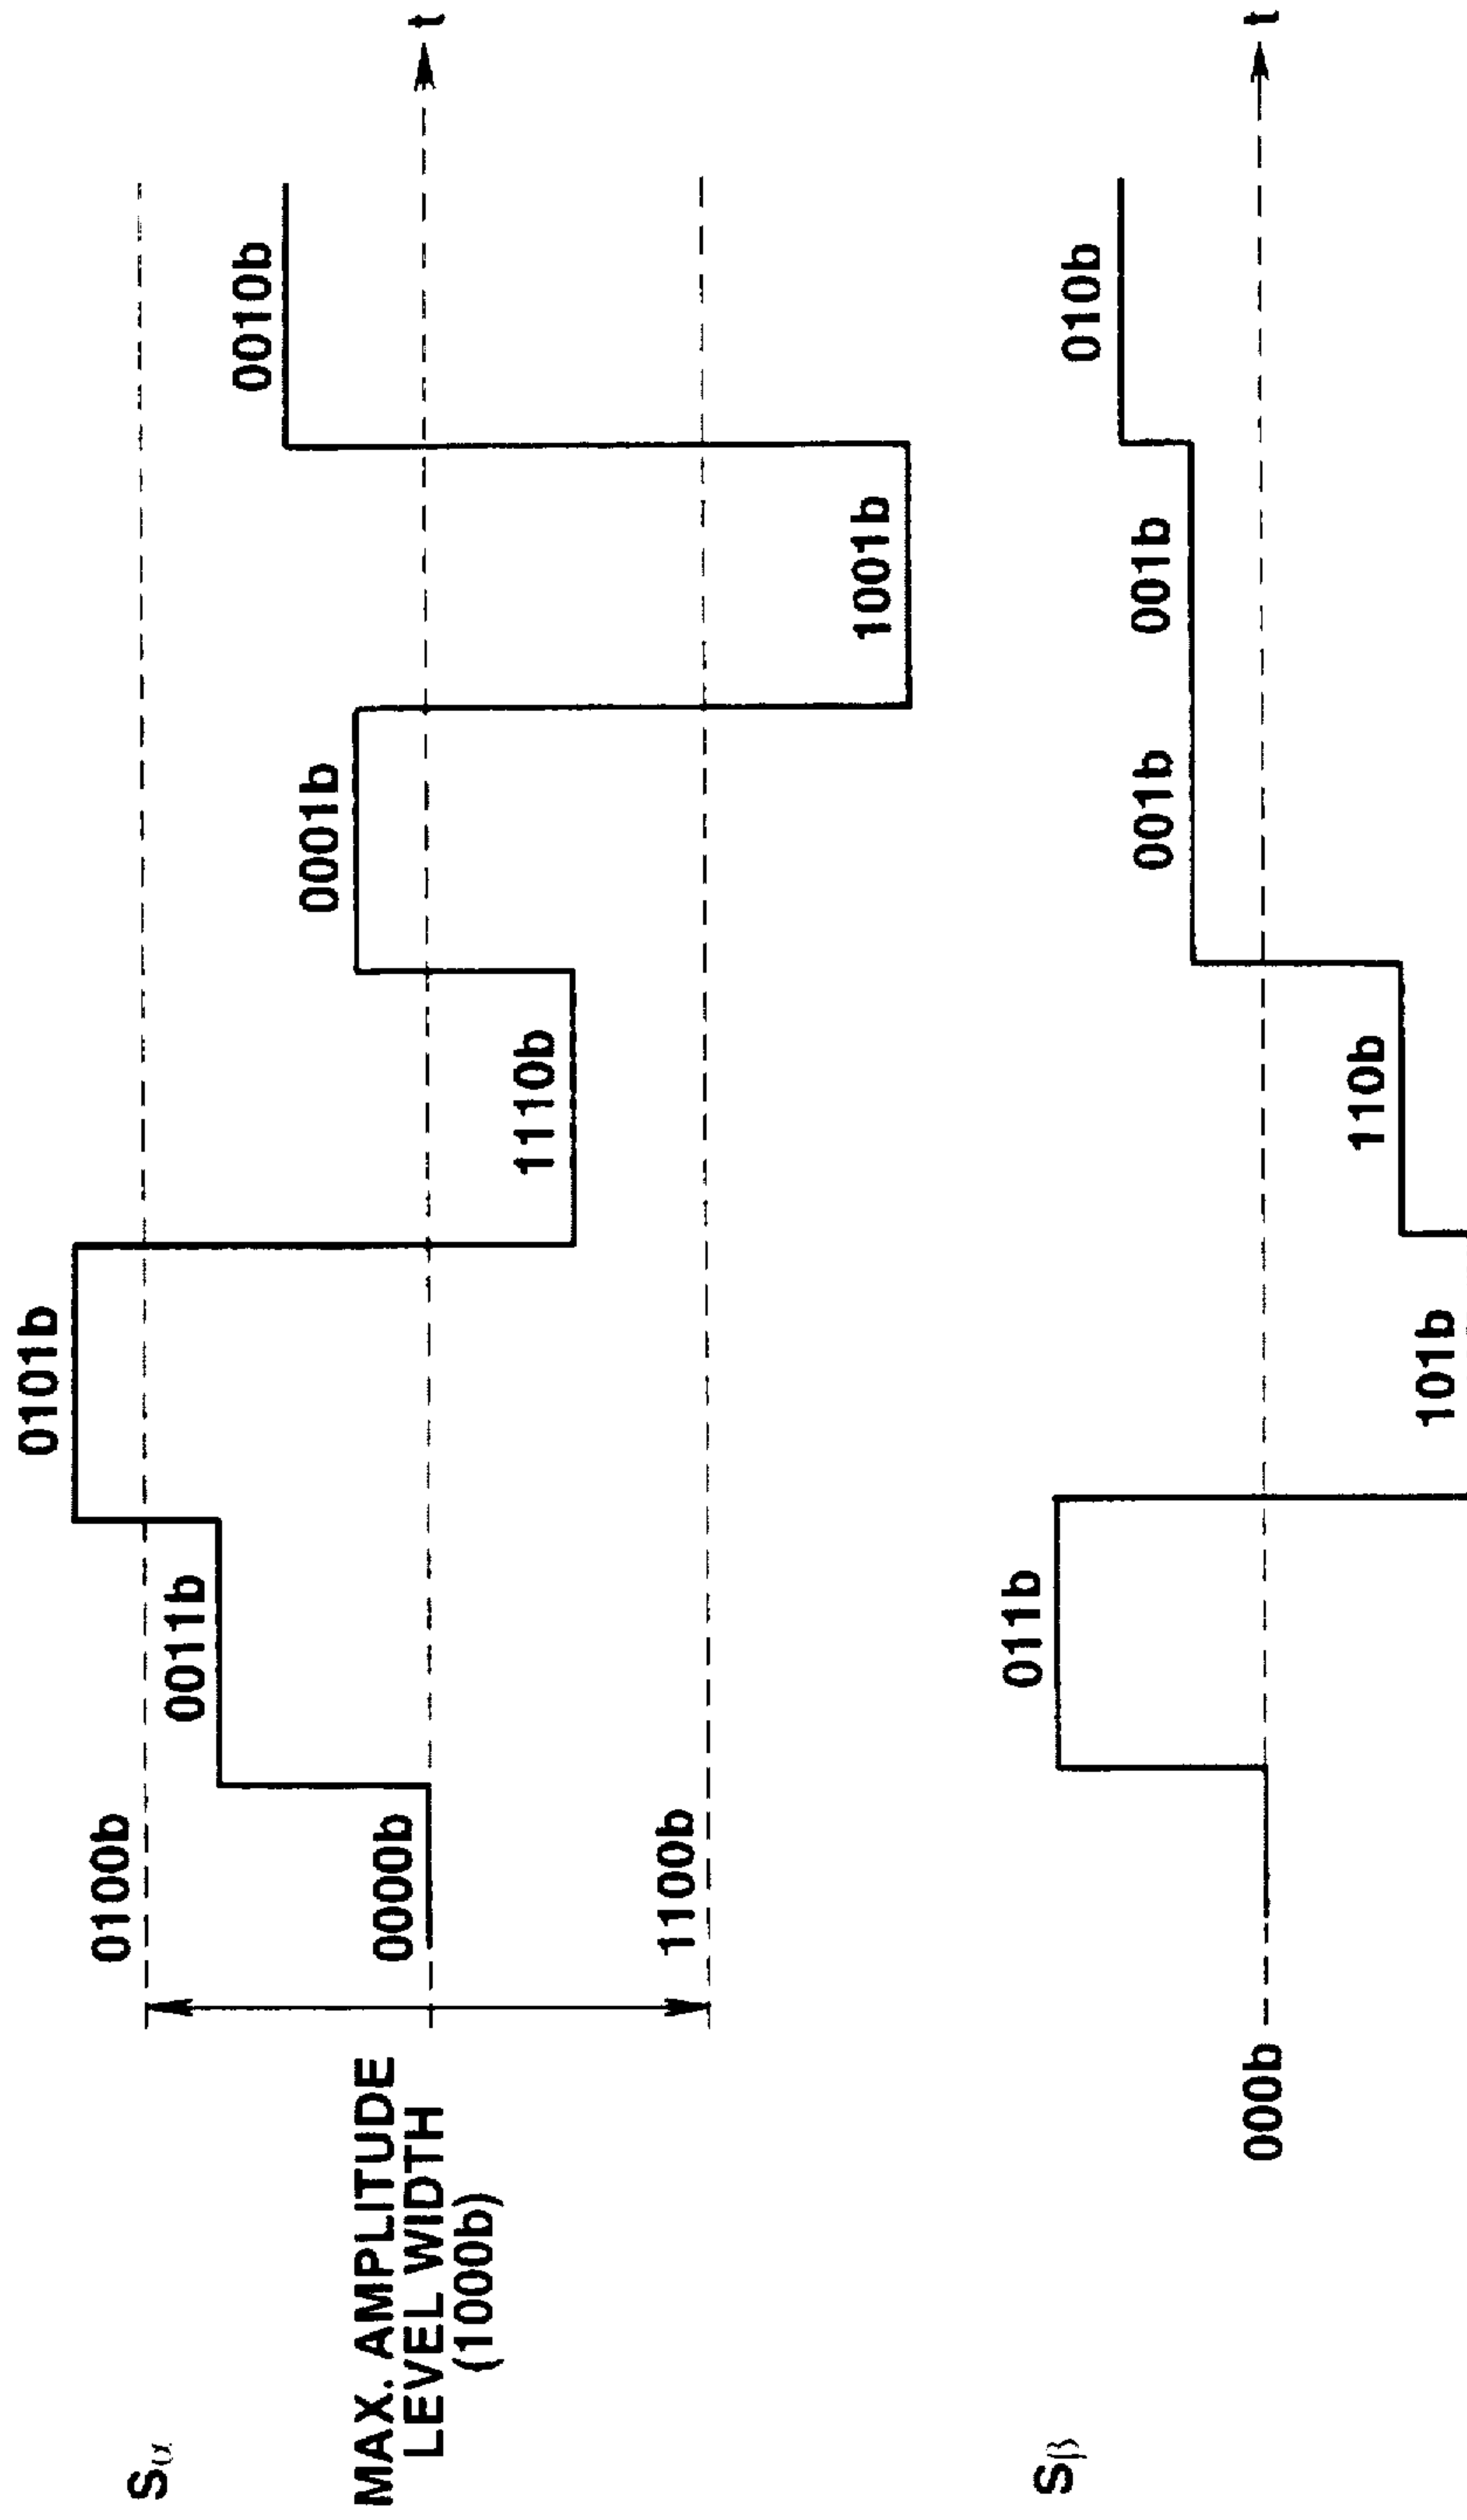 Sα
MAX. AMPLITUDE
LEVEL WIDTH
(1000b)
0100b
0000b
1100b
0011b
0101b
1110b
0001b
1001b
0010b
t
Sβ
000b
011b
101b
110b
001b
001b
010b
t